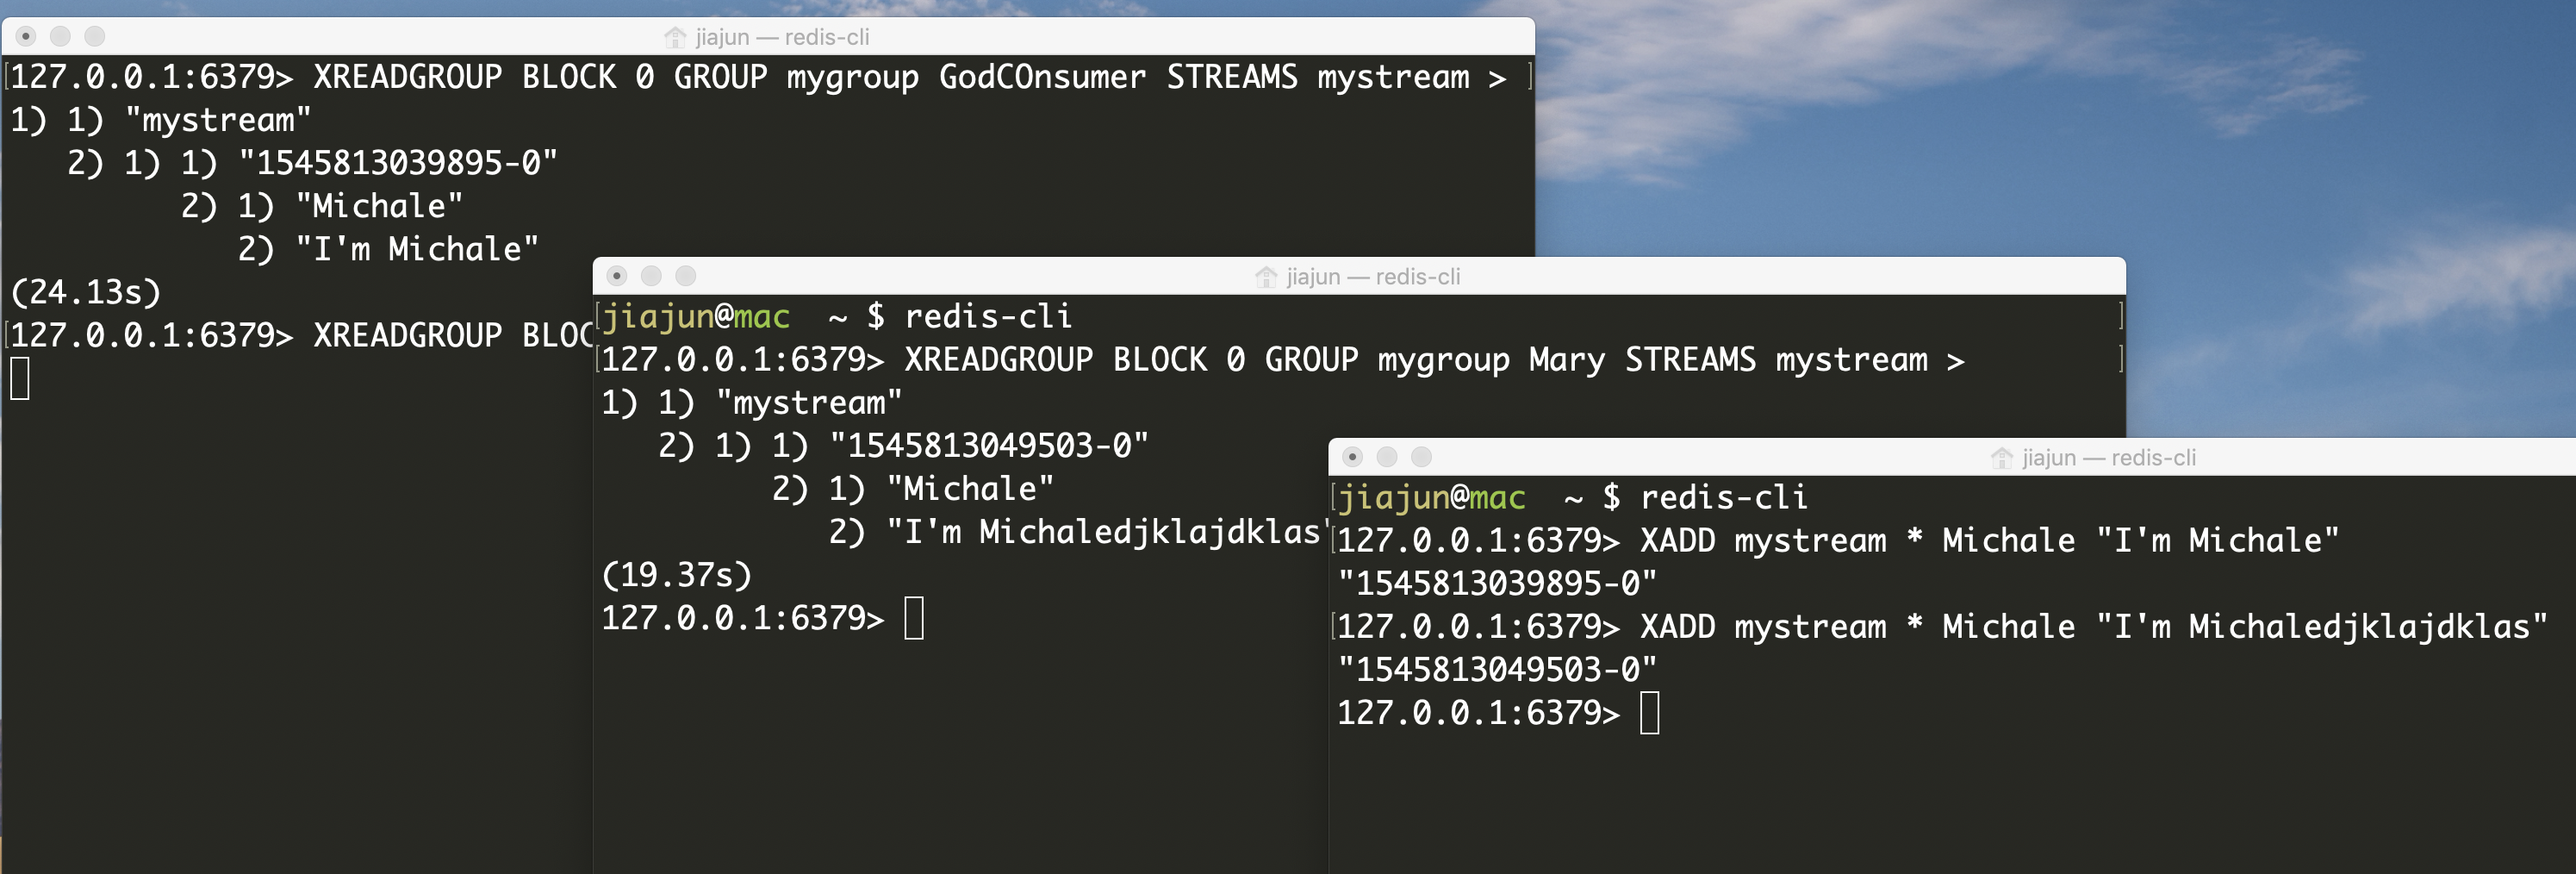 jiajun — redis-cli
127.0.0.1:6379> XREADGROUP BLOCK 0 GROUP mygroup GodCOnsumer STREAMS mystream >
1) 1) "mystream"
   2) 1) 1) "1545813039895-0"
         2) 1) "Michale"
            2) "I'm Michale"
(24.13s)
127.0.0.1:6379> XREADGROUP BLOC
jiajun — redis-cli
jiajun@mac  ~ $ redis-cli
127.0.0.1:6379> XREADGROUP BLOCK 0 GROUP mygroup Mary STREAMS mystream >
1) 1) "mystream"
   2) 1) 1) "1545813049503-0"
         2) 1) "Michale"
            2) "I'm Michaledjklajdklas"
(19.37s)
127.0.0.1:6379>
jiajun — redis-cli
jiajun@mac  ~ $ redis-cli
127.0.0.1:6379> XADD mystream * Michale "I'm Michale"
"1545813039895-0"
127.0.0.1:6379> XADD mystream * Michale "I'm Michaledjklajdklas"
"1545813049503-0"
127.0.0.1:6379>